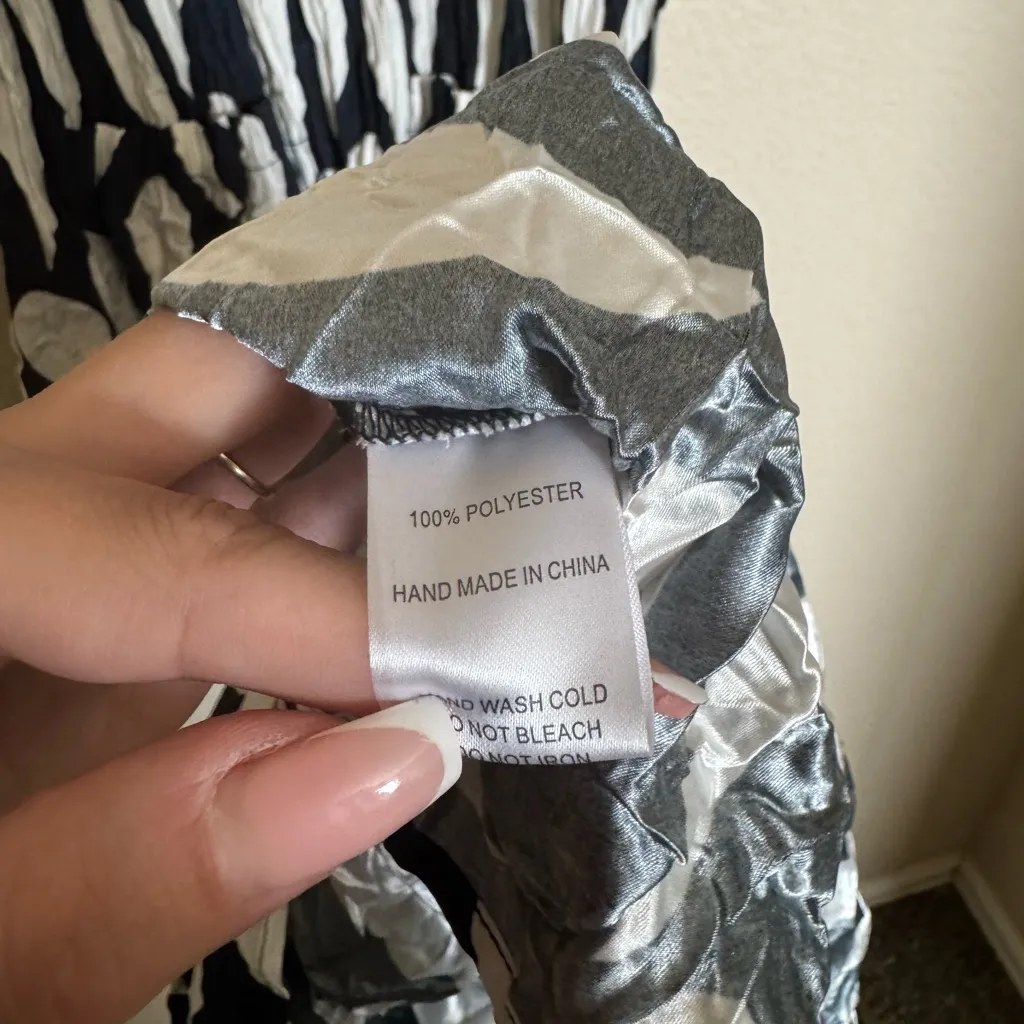 100% POLYESTER
HAND MADE IN CHINA
WASH COLD
NOT BLEACH
NOT IRON